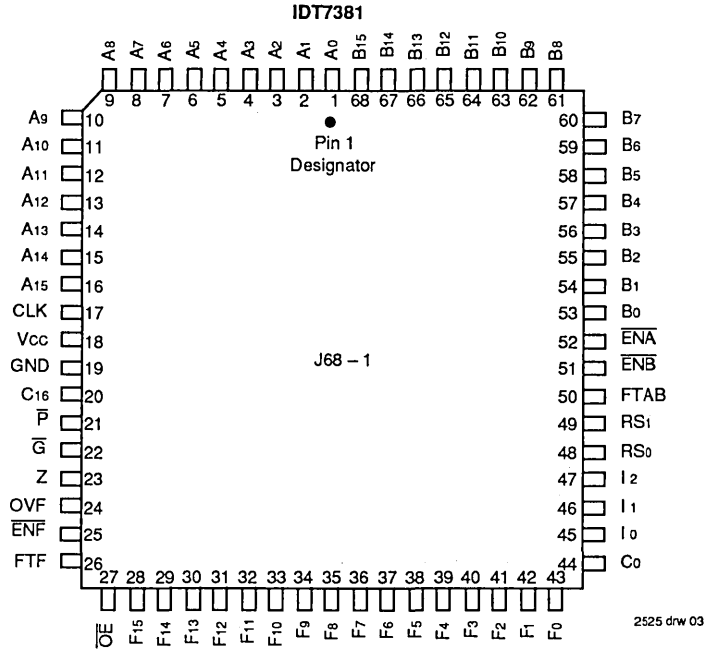 IDT7381
A8 A7 A6 A5 A4 A3 A2 A1 A0 B15 B14 B13 B12 B11 B10 B9 B8
9 8 7 6 5 4 3 2 1 68 67 66 65 64 63 62 61
A9 10 60 B7
Pin 1
Designator
A10 11 59 B6
A11 12 58 B5
A12 13 57 B4
A13 14 56 B3
A14 15 55 B2
A15 16 54 B1
CLK 17 53 B0
VCC 18 52 E̅N̅A̅
GND 19 J68 – 1 51 E̅N̅B̅
C16 20 50 FTAB
P̅ 21 49 RS1
G̅ 22 48 RS0
Z 23 47 I2
OVF 24 46 I1
E̅N̅F̅ 25 45 I0
FTF 26 44 C0
27 28 29 30 31 32 33 34 35 36 37 38 39 40 41 42 43
O̅E̅ F15 F14 F13 F12 F11 F10 F9 F8 F7 F6 F5 F4 F3 F2 F1 F0
2525 drw 03